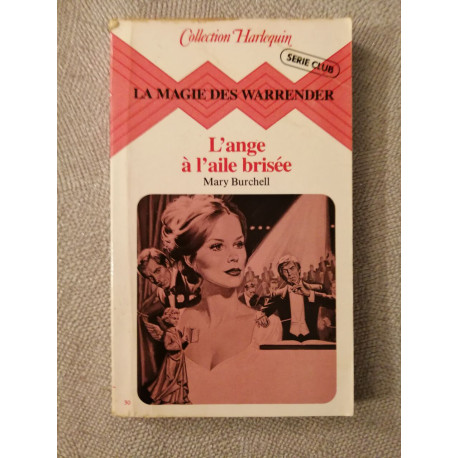 Collection Harlequin
SERIE CLUB
LA MAGIE DES WARRENDER
L'ange
à l'aile brisée
Mary Burchell